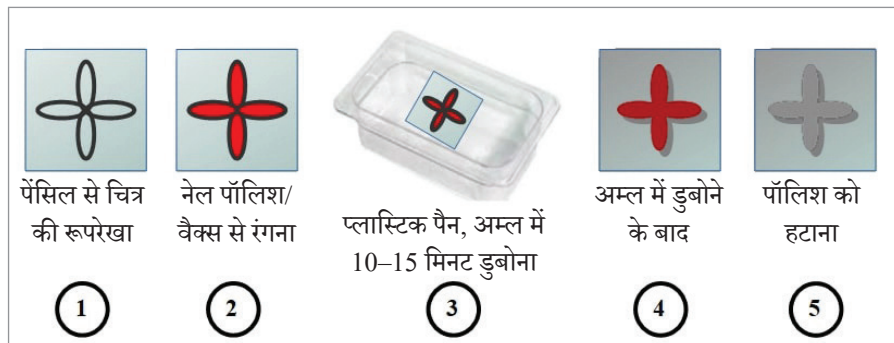 पेंसिल से चित्र
की रूपरेखा
1
नेल पॉलिश/
वैक्स से रंगना
2
प्लास्टिक पैन, अम्ल में
10–15 मिनट डुबोना
3
अम्ल में डुबोने
के बाद
4
पॉलिश को
हटाना
5